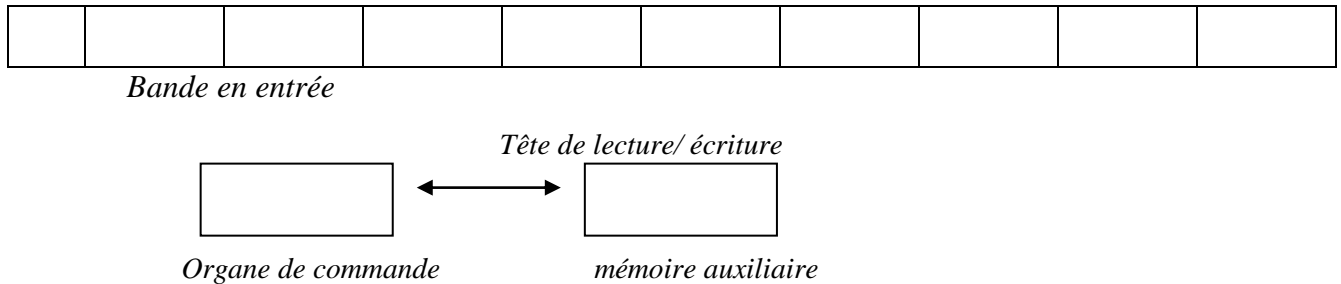 Bande en entrée
Tête de lecture/ écriture
Organe de commande
mémoire auxiliaire